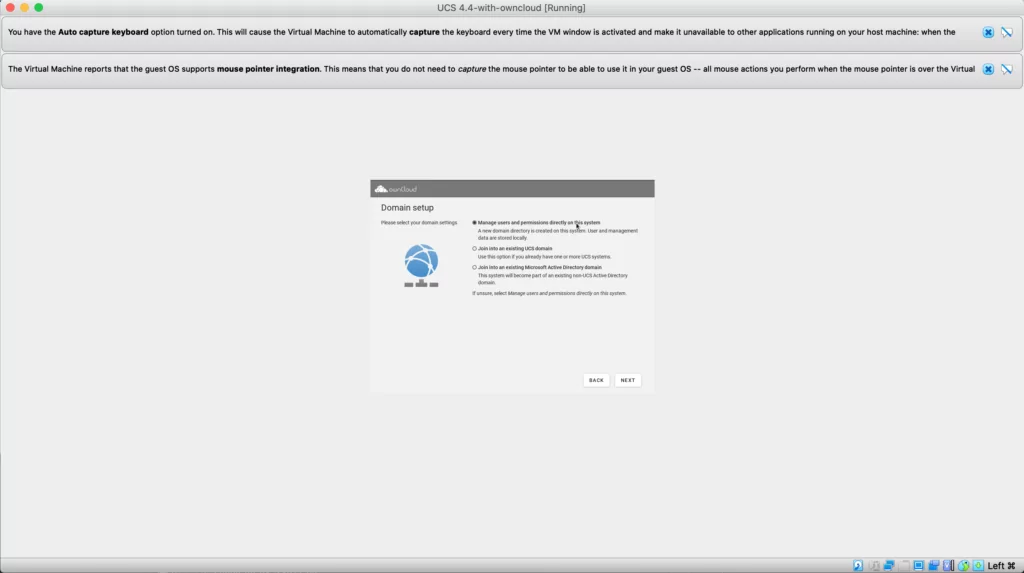 UCS 4.4-with-owncloud [Running]
You have the Auto capture keyboard option turned on. This will cause the Virtual Machine to automatically capture the keyboard every time the VM window is activated and make it unavailable to other applications running on your host machine: when the
The Virtual Machine reports that the guest OS supports mouse pointer integration. This means that you do not need to capture the mouse pointer to be able to use it in your guest OS -- all mouse actions you perform when the mouse pointer is over the Virtual
ownCloud
Domain setup
Please select your domain settings.
Manage users and permissions directly on this system
A new domain directory is created on this system. User and management
data are stored locally.
Join into an existing UCS domain
Use this option if you already have one or more UCS systems.
Join into an existing Microsoft Active Directory domain
This system will become part of an existing non-UCS Active Directory
domain.
If unsure, select Manage users and permissions directly on this system.
BACK
NEXT
Left ⌘